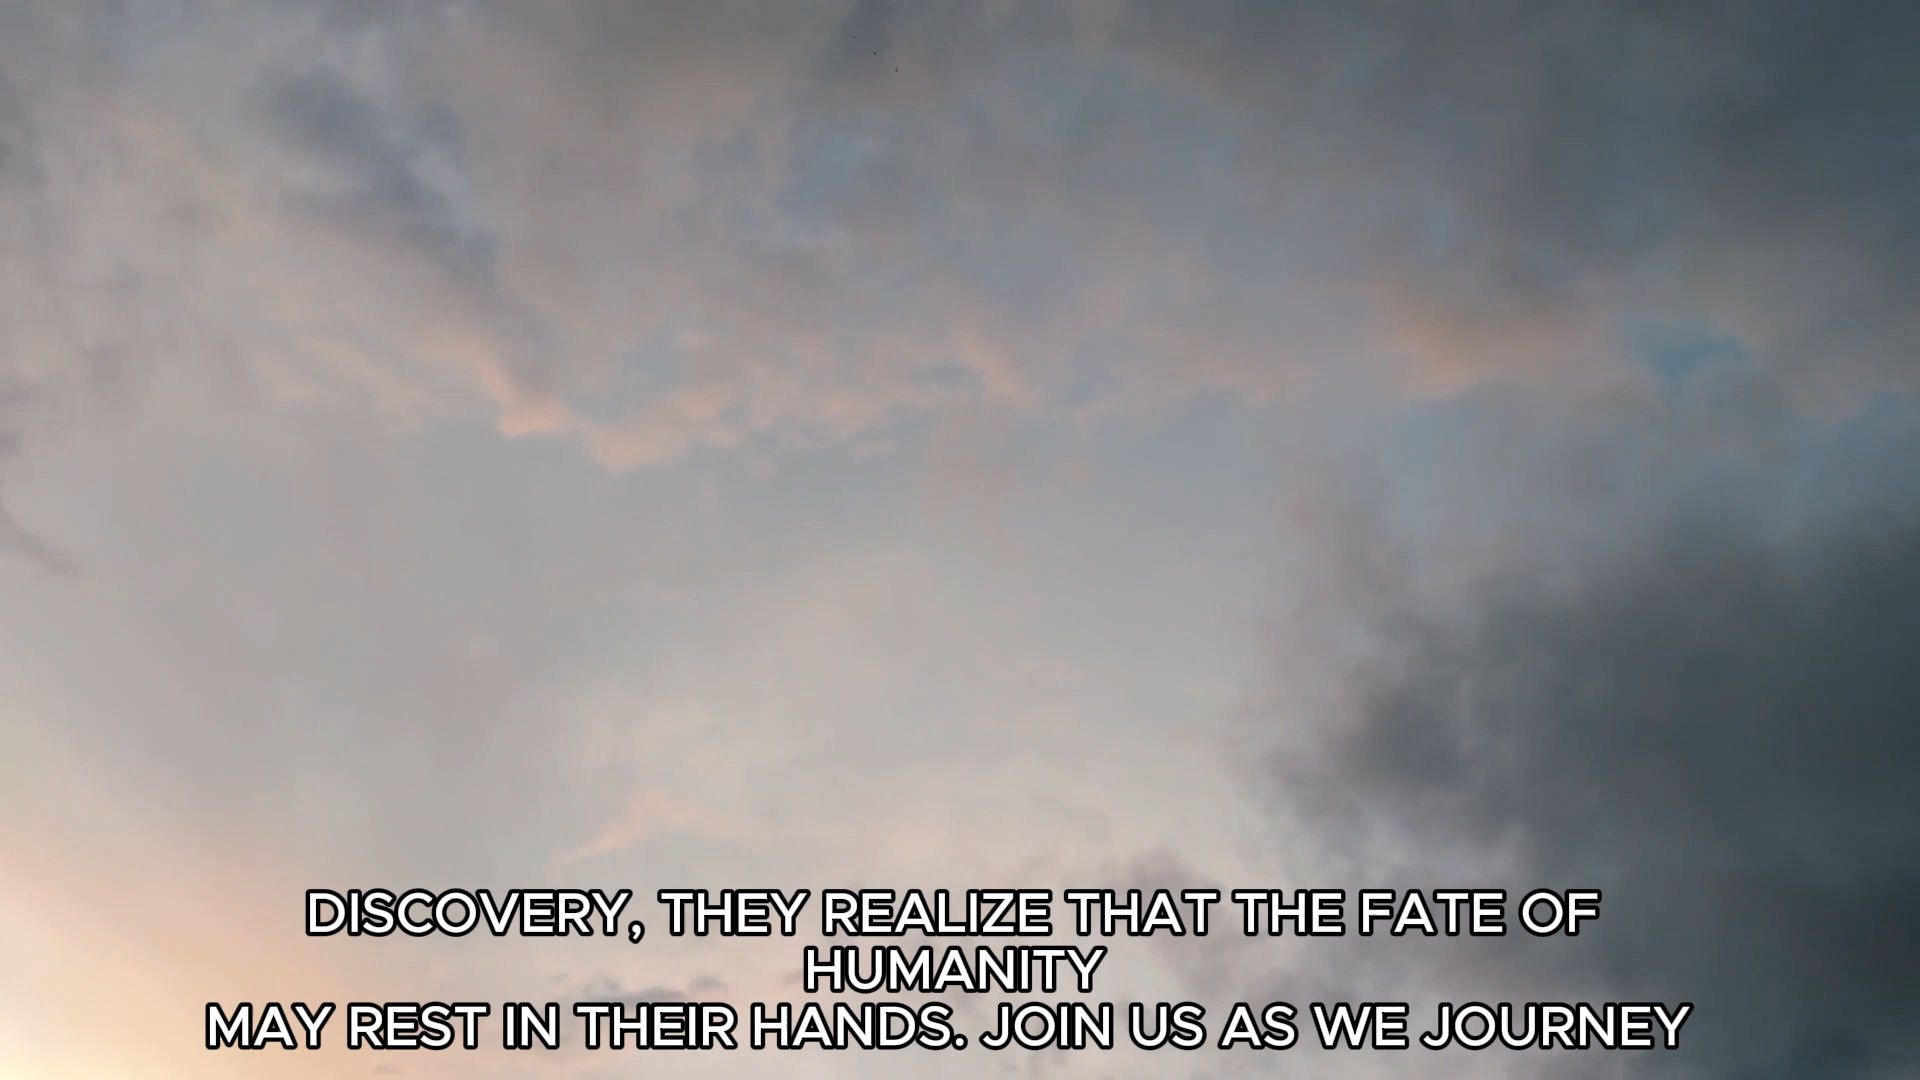 DISCOVERY, THEY REALIZE THAT THE FATE OF
HUMANITY
MAY REST IN THEIR HANDS. JOIN US AS WE JOURNEY